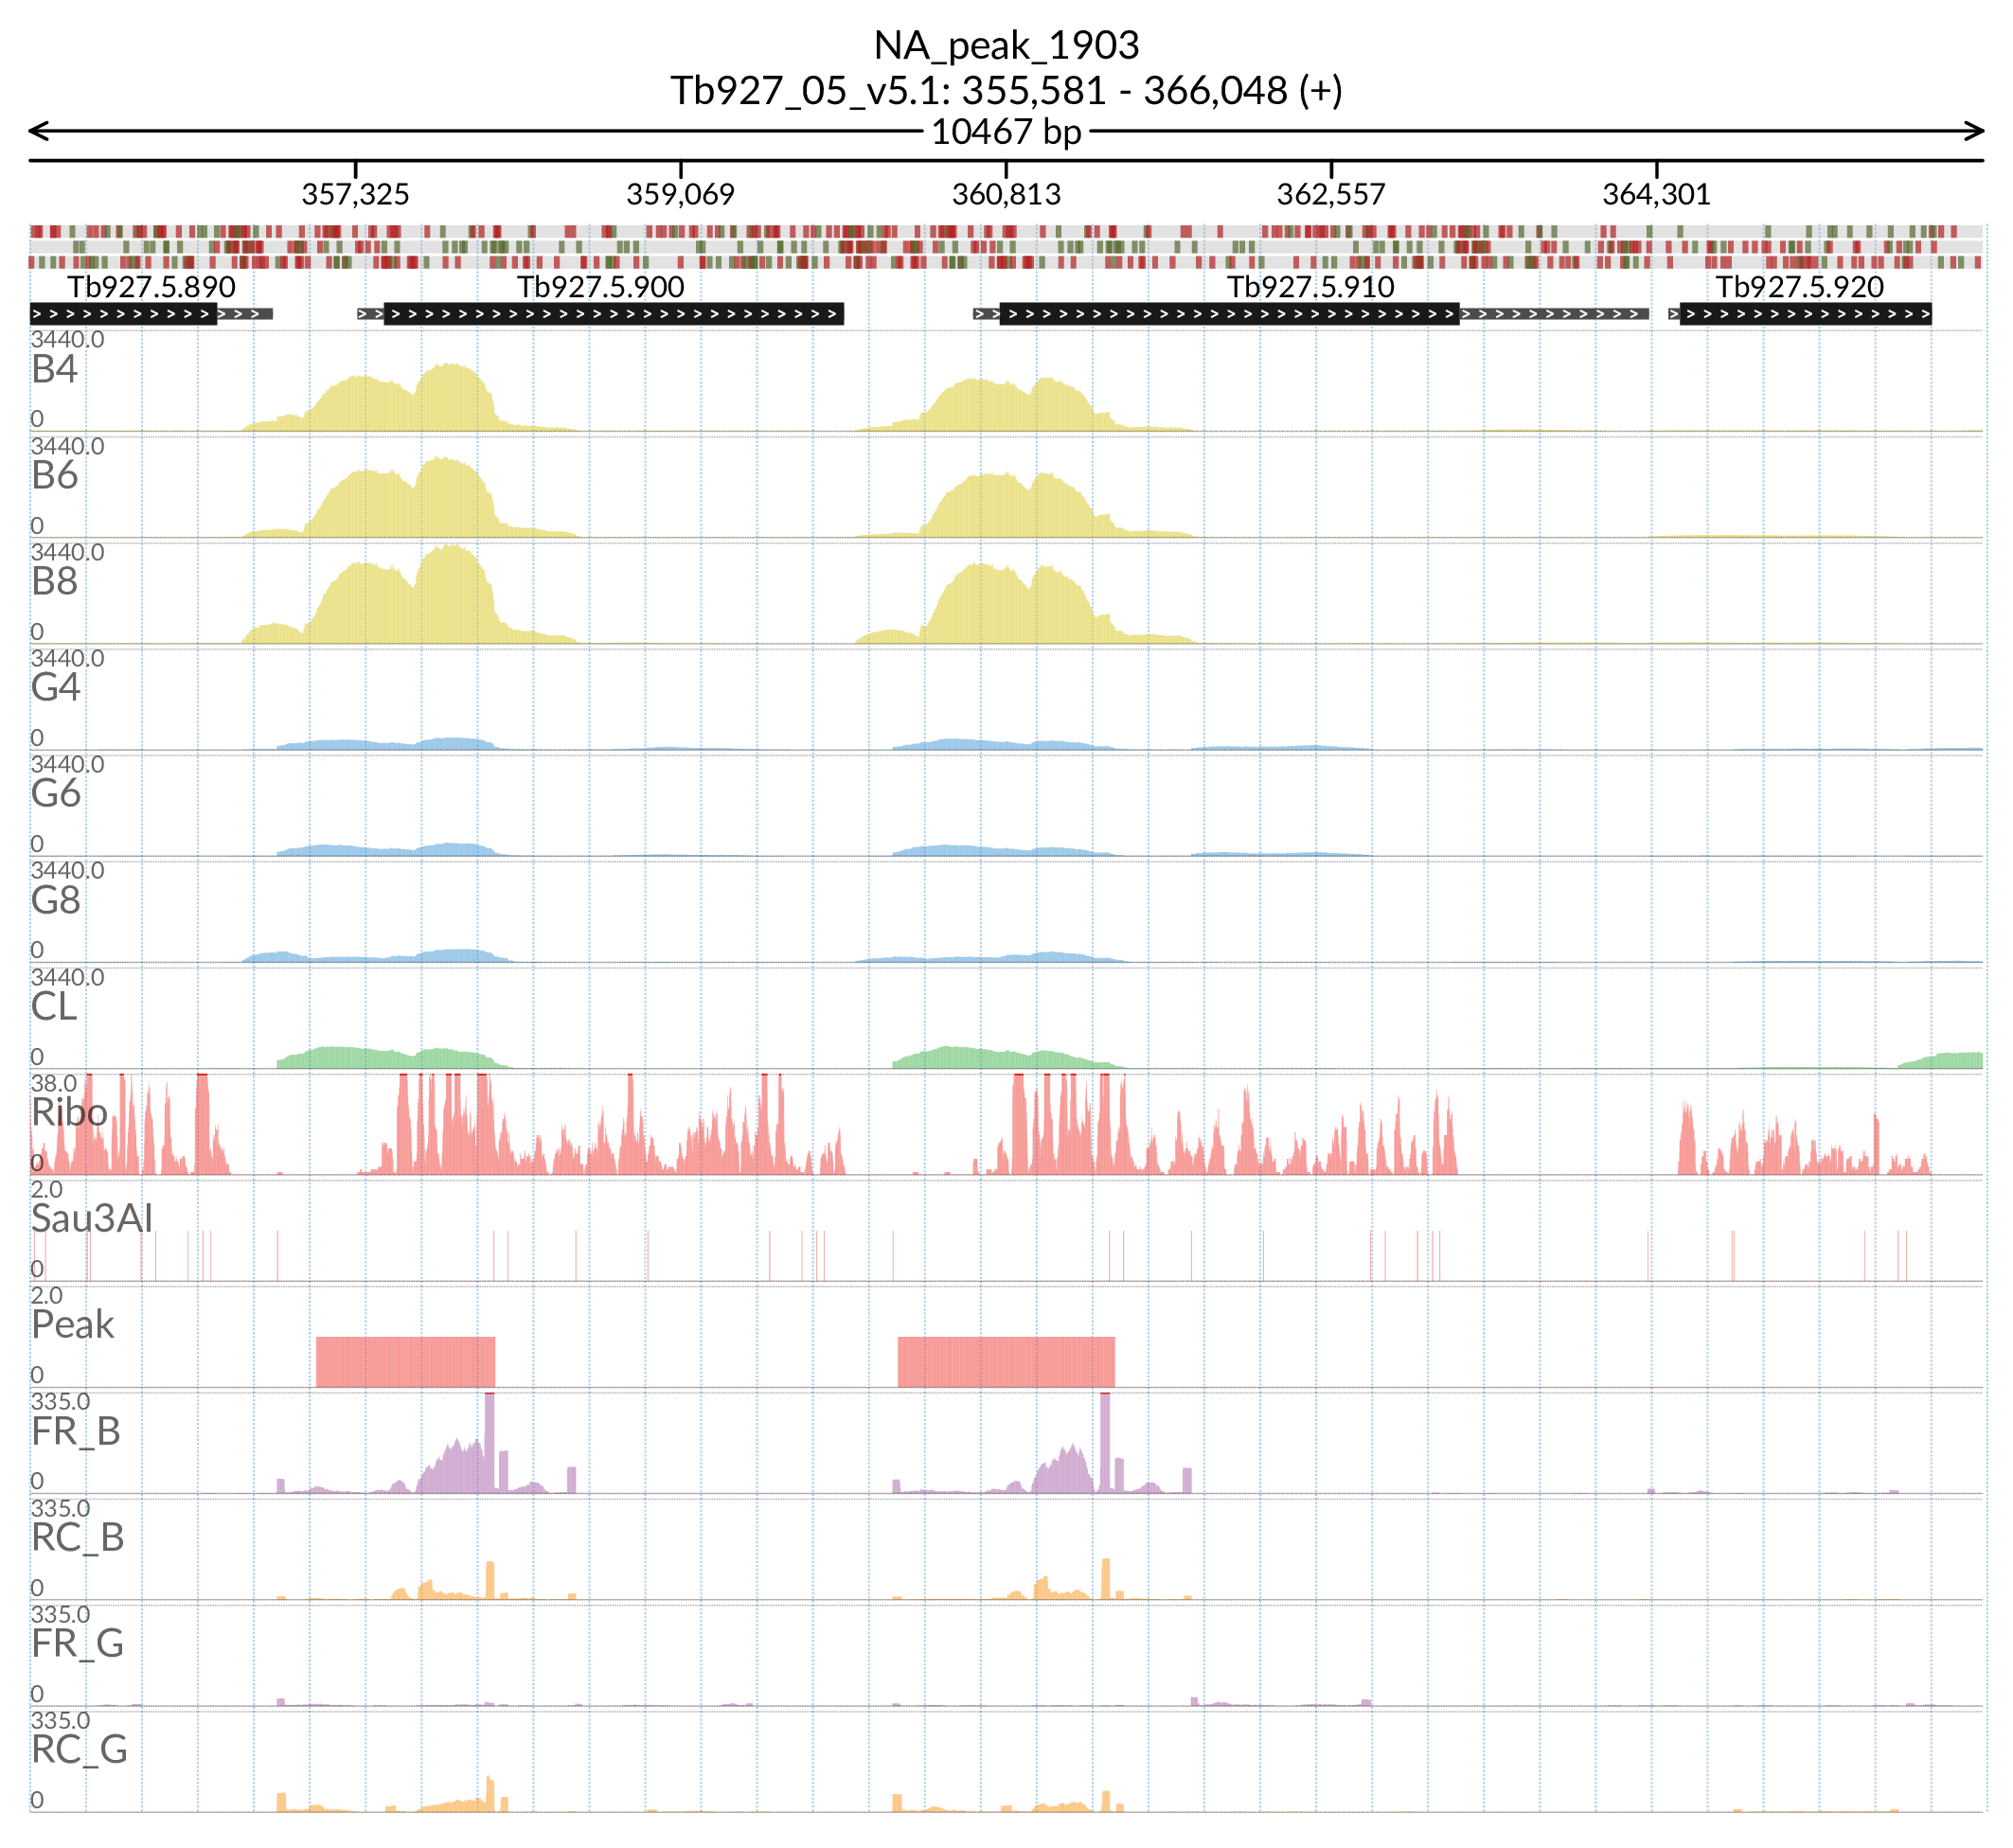 NA_peak_1903
Tb927_05_v5.1: 355,581 - 366,048 (+)
10467 bp
357,325 359,069 360,813 362,557 364,301
Tb927.5.890 Tb927.5.900 Tb927.5.910 Tb927.5.920
3440.0
B4
0
3440.0
B6
0
3440.0
B8
0
3440.0
G4
0
3440.0
G6
0
3440.0
G8
0
3440.0
CL
0
38.0
Ribo
0
2.0
Sau3AI
0
2.0
Peak
0
335.0
FR_B
0
335.0
RC_B
0
335.0
FR_G
0
335.0
RC_G
0